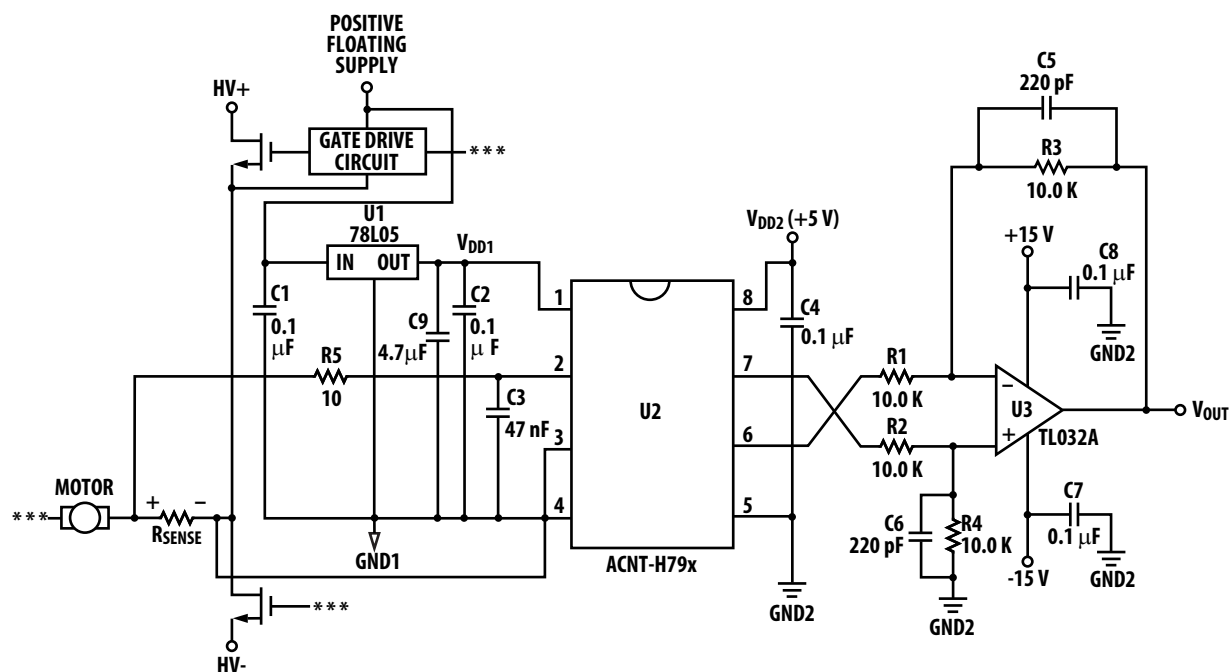 POSITIVE
FLOATING
SUPPLY
HV+
GATE DRIVE
CIRCUIT
***
U1
78L05
IN OUT
V_DD1
C1
0.1
μF
C9
4.7μF
C2
0.1
μ F
R5
10
C3
47 nF
MOTOR
***
+ −
R_SENSE
GND1
***
HV-
1
2
3
4
U2
8
7
6
5
ACNT-H79x
V_DD2 (+5 V)
C4
0.1 μF
GND2
C5
220 pF
R3
10.0 K
+15 V
C8
0.1 μF
GND2
R1
10.0 K
R2
10.0 K
−
+
U3
TL032A
V_OUT
C6
220 pF
R4
10.0 K
GND2
C7
0.1 μF
GND2
-15 V